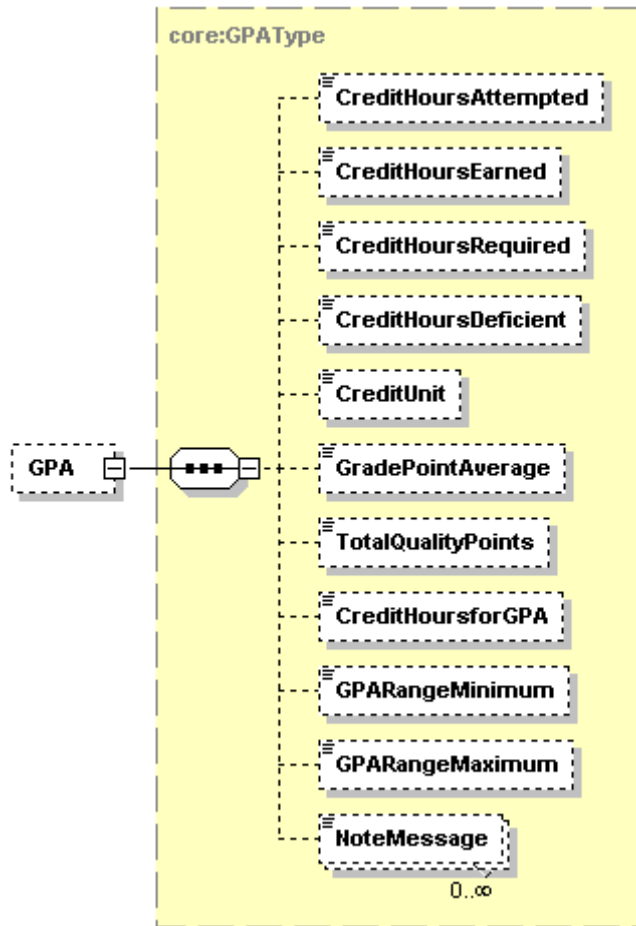 core:GPAType
CreditHoursAttempted
CreditHoursEarned
CreditHoursRequired
CreditHoursDeficient
CreditUnit
GPA
GradePointAverage
TotalQualityPoints
CreditHoursforGPA
GPARangeMinimum
GPARangeMaximum
NoteMessage
0..∞